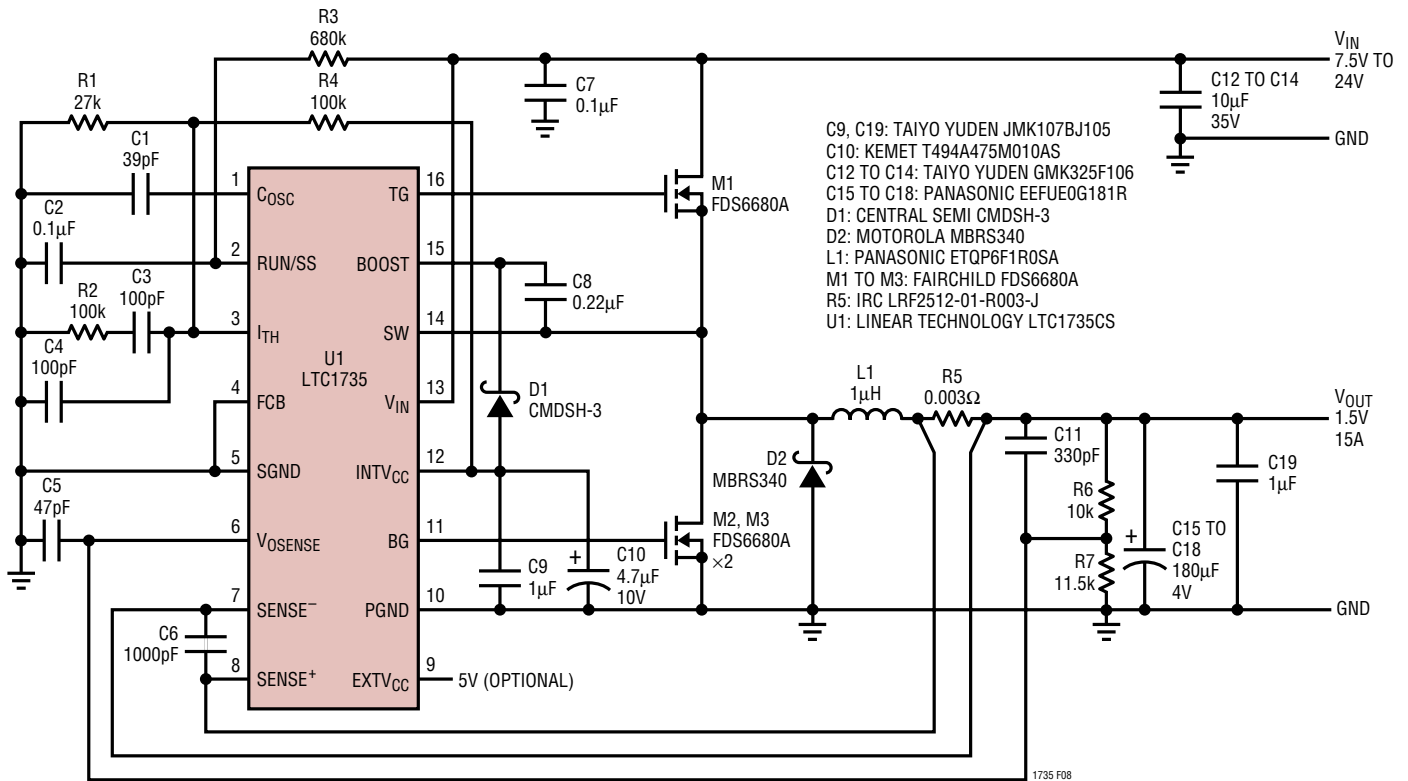 R3
680k
VIN
7.5V TO
24V
R1
27k
R4
100k
C7
0.1µF
C12 TO C14
10µF
35V
GND
C1
39pF
C9, C19: TAIYO YUDEN JMK107BJ105
C10: KEMET T494A475M010AS
C12 TO C14: TAIYO YUDEN GMK325F106
C15 TO C18: PANASONIC EEFUE0G181R
D1: CENTRAL SEMI CMDSH-3
D2: MOTOROLA MBRS340
L1: PANASONIC ETQP6F1R0SA
M1 TO M3: FAIRCHILD FDS6680A
R5: IRC LRF2512-01-R003-J
U1: LINEAR TECHNOLOGY LTC1735CS
1
COSC
TG
16
M1
FDS6680A
C2
0.1µF
2
RUN/SS
BOOST
15
C8
0.22µF
R2
100k
C3
100pF
3
ITH
SW
14
U1
LTC1735
C4
100pF
4
FCB
VIN
13
D1
CMDSH-3
L1
1µH
R5
0.003Ω
VOUT
1.5V
15A
5
SGND
INTVCC
12
D2
MBRS340
C11
330pF
C19
1µF
R6
10k
C5
47pF
6
VOSENSE
BG
11
M2, M3
FDS6680A
×2
C9
1µF
+
C10
4.7µF
10V
R7
11.5k
+
C15 TO
C18
180µF
4V
7
SENSE−
PGND
10
GND
C6
1000pF
8
SENSE+
EXTVCC
9
5V (OPTIONAL)
1735 F08